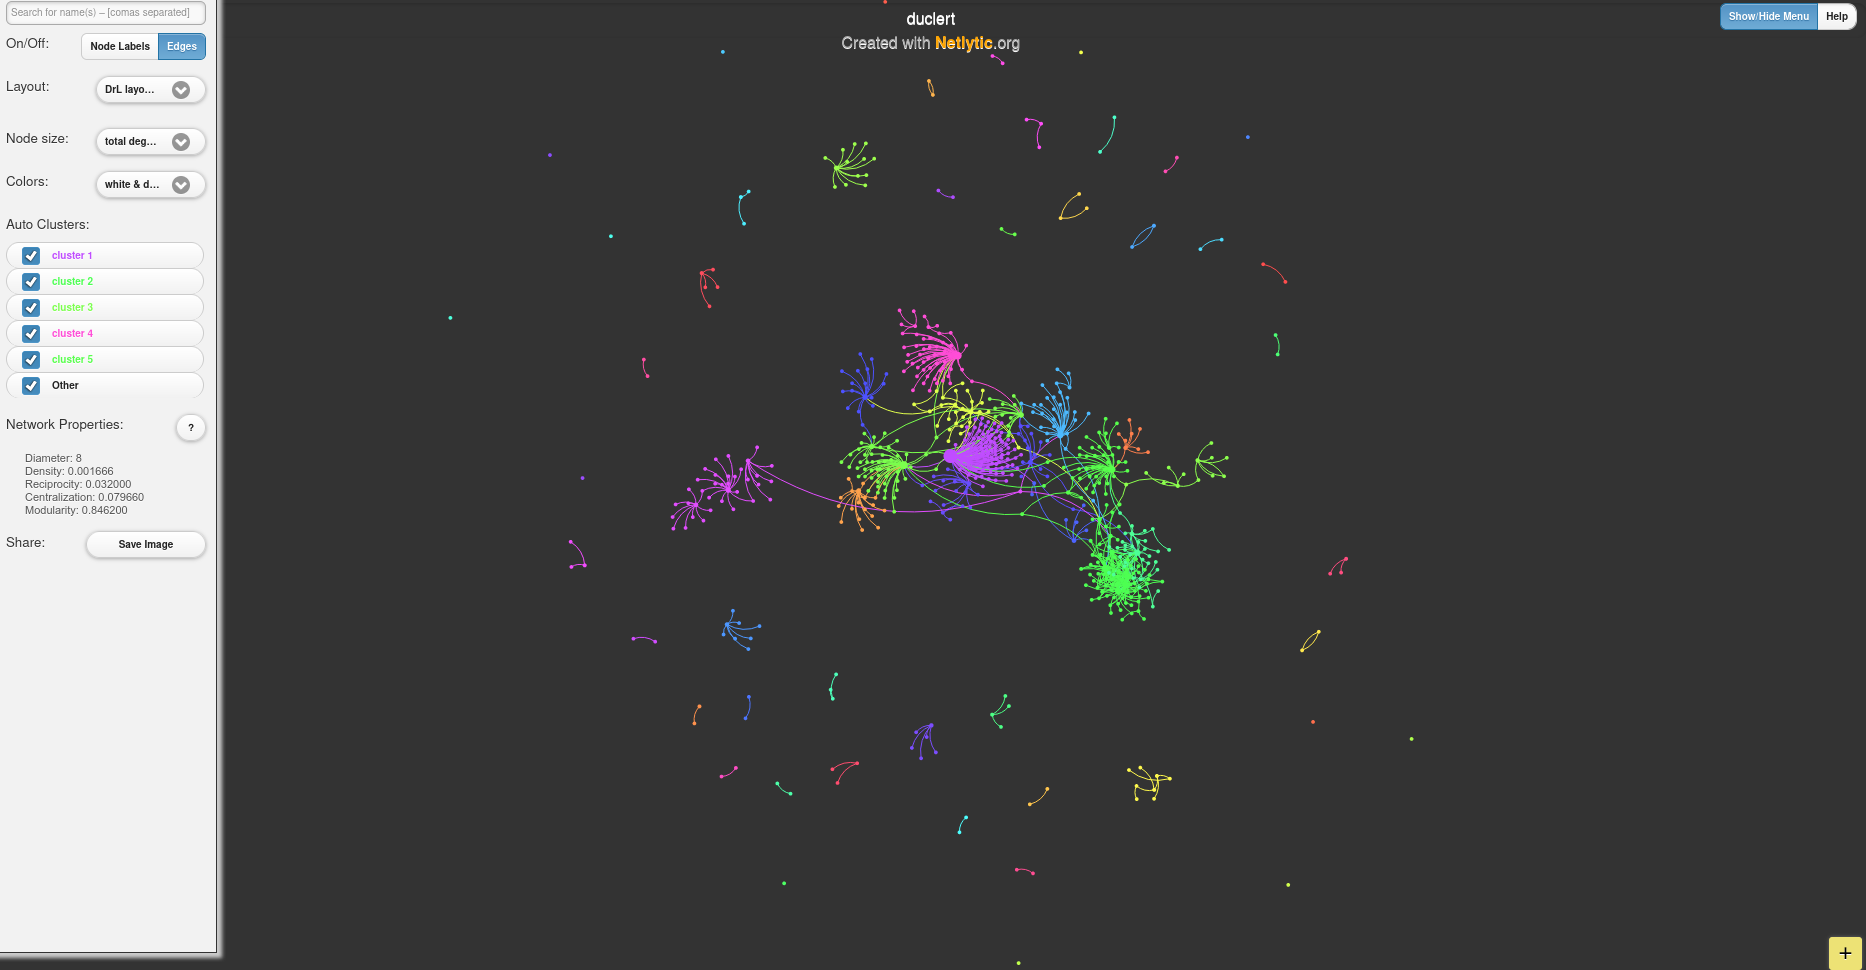 Search for name(s) – [comas separated]
On/Off:
Node Labels
Edges
Layout:
DrL layo...
Node size:
total deg...
Colors:
white & d...
Auto Clusters:
cluster 1
cluster 2
cluster 3
cluster 4
cluster 5
Other
Network Properties:
?
Diameter: 8
Density: 0.001666
Reciprocity: 0.032000
Centralization: 0.079660
Modularity: 0.846200
Share:
Save Image
duclert
Created with Netlytic.org
Show/Hide Menu
Help
+